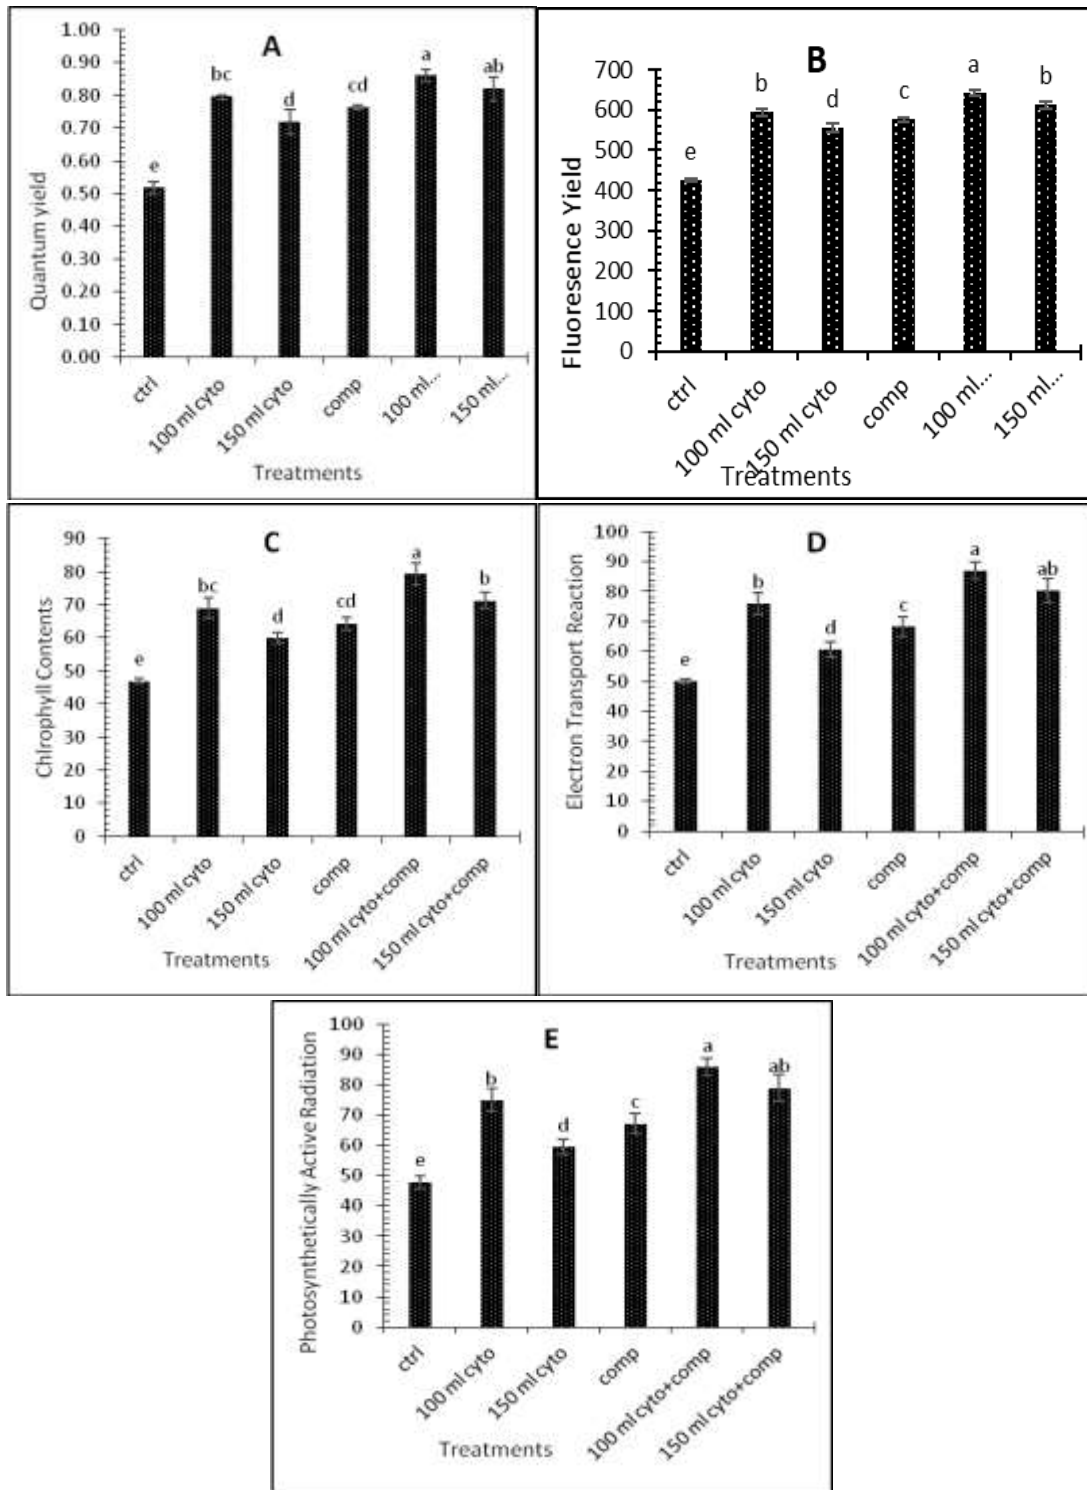 A
Quantum yield
1.00
0.90
0.80
0.70
0.60
0.50
0.40
0.30
0.20
0.10
0.00
e
bc
d
cd
a
ab
ctrl
100 ml cyto
150 ml cyto
comp
100 ml...
150 ml...
Treatments
B
Fluoresence Yield
700
600
500
400
300
200
100
0
e
b
d
c
a
b
ctrl
100 ml cyto
150 ml cyto
comp
100 ml...
150 ml...
Treatments
C
Chlrophyll Contents
90
80
70
60
50
40
30
20
10
0
e
bc
d
cd
a
b
ctrl
100 ml cyto
150 ml cyto
comp
100 ml cyto+comp
150 ml cyto+comp
Treatments
D
Electron Transport Reaction
100
90
80
70
60
50
40
30
20
10
0
e
b
d
c
a
ab
ctrl
100 ml cyto
150 ml cyto
comp
100 ml cyto+comp
150 ml cyto+comp
Treatments
E
Photosynthetically Active Radiation
100
90
80
70
60
50
40
30
20
10
0
e
b
d
c
a
ab
ctrl
100 ml cyto
150 ml cyto
comp
100 ml cyto+comp
150 ml cyto+comp
Treatments